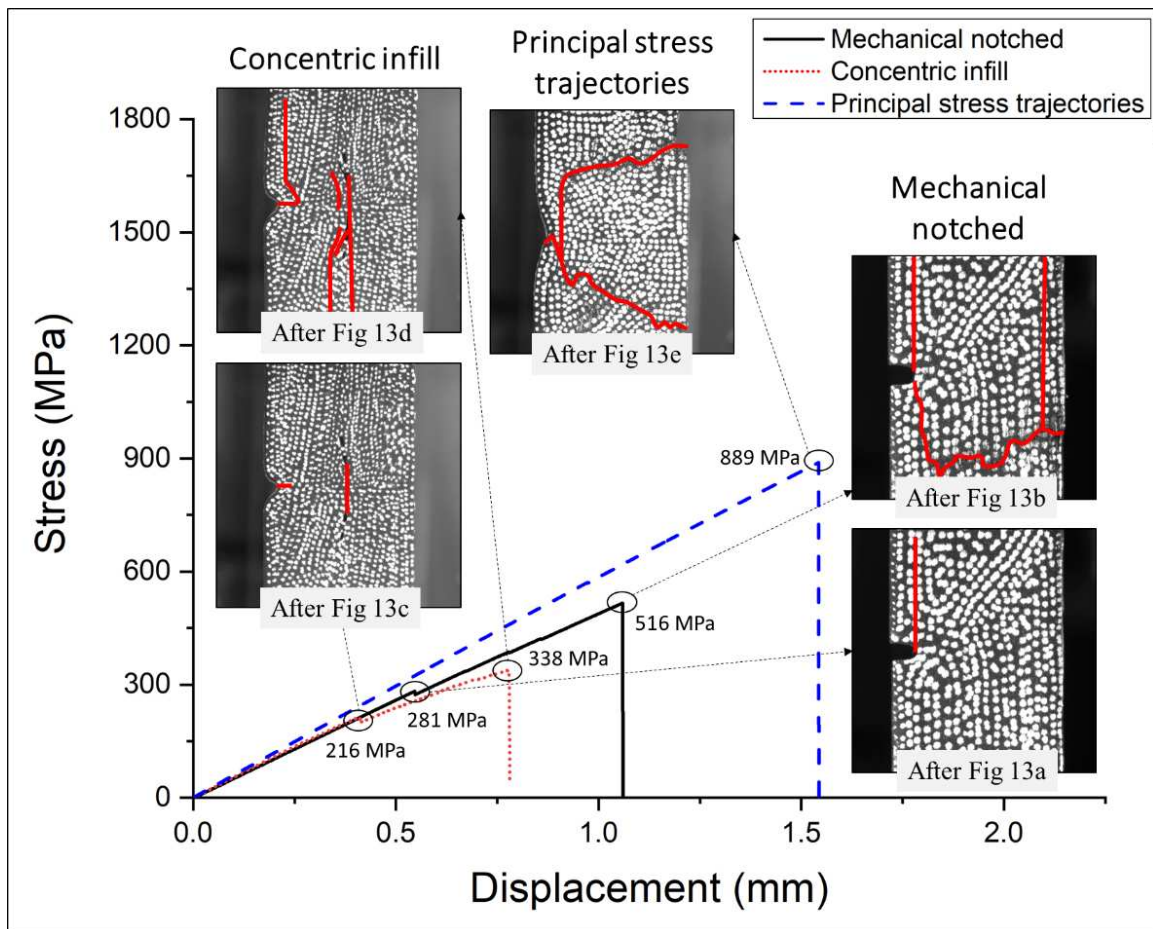 Mechanical notched
Concentric infill
Principal stress trajectories
Concentric infill
Principal stress
trajectories
Mechanical
notched
After Fig 13d
After Fig 13e
After Fig 13c
After Fig 13b
After Fig 13a
889 MPa
516 MPa
338 MPa
281 MPa
216 MPa
Stress (MPa)
1800
1500
1200
900
600
300
0
0.0 0.5 1.0 1.5 2.0
Displacement (mm)